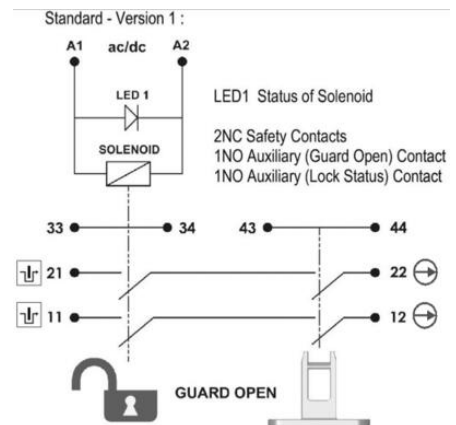 Standard - Version 1 :
A1 ac/dc A2
LED 1
LED1 Status of Solenoid
SOLENOID
2NC Safety Contacts
1NO Auxiliary (Guard Open) Contact
1NO Auxiliary (Lock Status) Contact
33 34 43 44
21 22
11 12
GUARD OPEN